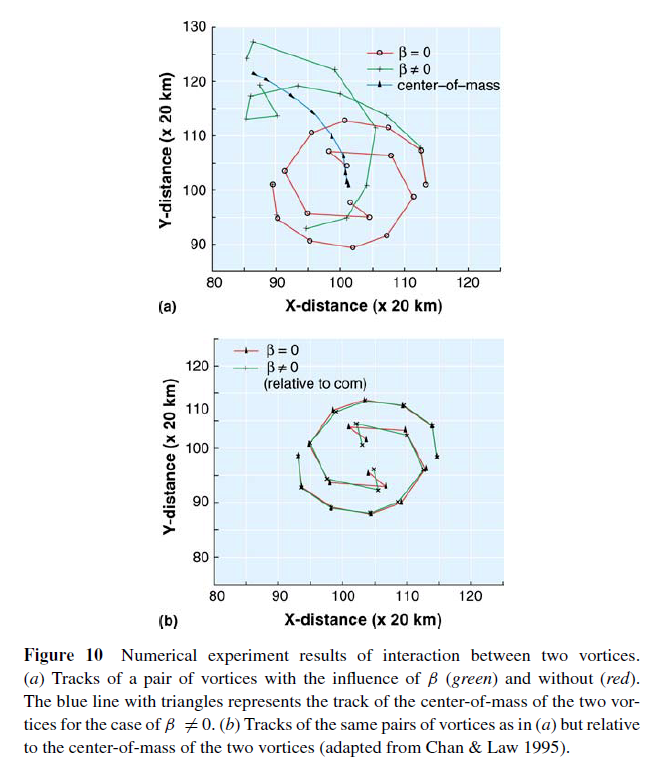 130
120
110
100
90
80 90 100 110 120
Y-distance (x 20 km)
β = 0
β ≠ 0
center–of–mass
X-distance (x 20 km)
(a)
β = 0
β ≠ 0
(relative to com)
120
110
100
90
80
80 90 100 110 120
Y-distance (x 20 km)
X-distance (x 20 km)
(b)
Figure 10 Numerical experiment results of interaction between two vortices.
(a) Tracks of a pair of vortices with the influence of β (green) and without (red).
The blue line with triangles represents the track of the center-of-mass of the two vor-
tices for the case of β ≠ 0. (b) Tracks of the same pairs of vortices as in (a) but relative
to the center-of-mass of the two vortices (adapted from Chan & Law 1995).